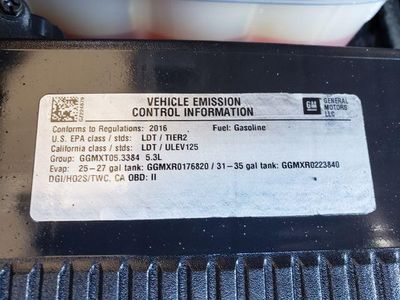 VEHICLE EMISSION
CONTROL INFORMATION
GM
GENERAL
MOTORS
LLC
Conforms to Regulations: 2016 Fuel: Gasoline
U.S. EPA class / stds: LDT / TIER2
California class / stds: LDT / ULEV125
Group: GGMXT05.3384 5.3L
Evap: 25-27 gal tank: GGMXR0176820 / 31-35 gal tank: GGMXR0223840
DGI/HO2S/TWC, CA OBD: II